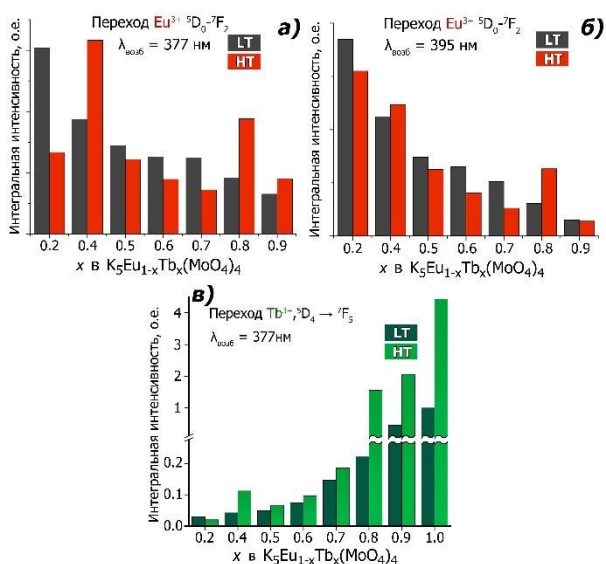 Переход Eu³⁺ ⁵D₀-⁷F₂
а)
λвозб = 377 нм
LT
HT
Интегральная интенсивность, о.е.
0.2 0.4 0.5 0.6 0.7 0.8 0.9
x в K₅Eu₁₋ₓTbₓ(MoO₄)₄
Переход Eu³⁺ ⁵D₀-⁷F₂
б)
λвозб = 395 нм
LT
HT
Интегральная интенсивность, о.е.
0.2 0.4 0.5 0.6 0.7 0.8 0.9
x в K₅Eu₁₋ₓTbₓ(MoO₄)₄
в)
Переход Tb³⁺,⁵D₄ → ⁷F₅
λвозб = 377нм
LT
HT
Интегральная интенсивность, о.е.
4
1
0.2
0.1
0.0
0.2 0.4 0.5 0.6 0.7 0.8 0.9 1.0
x в K₅Eu₁₋ₓTbₓ(MoO₄)₄